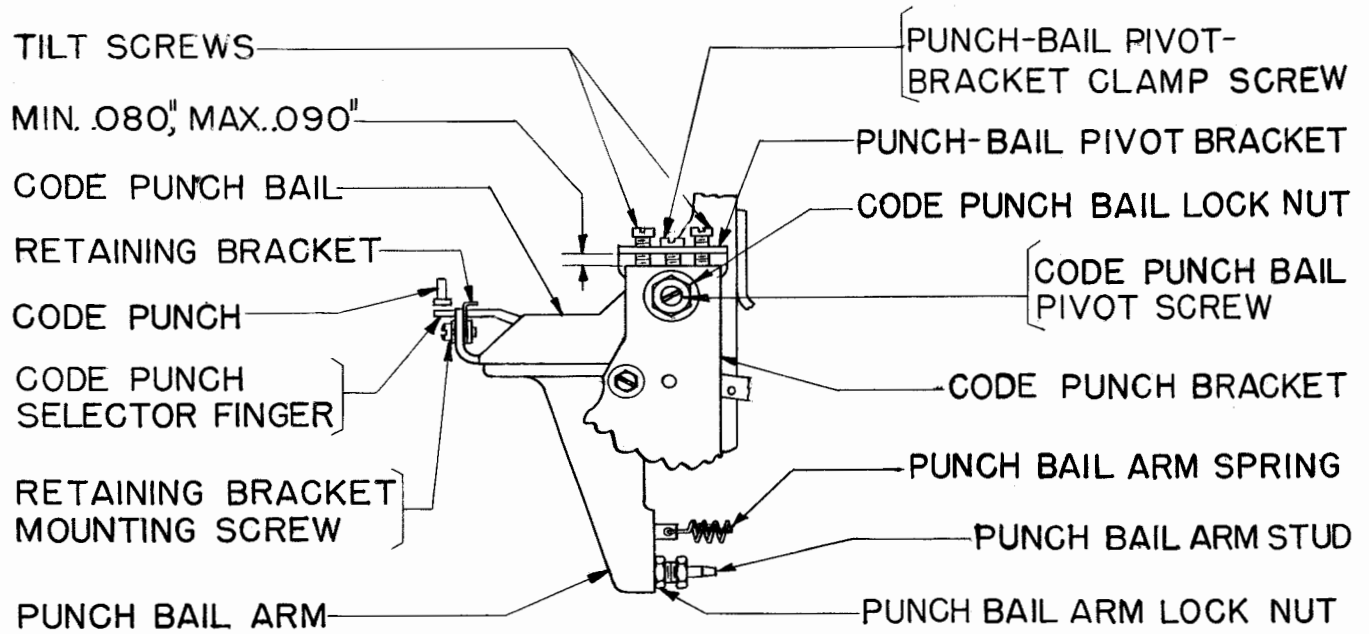 TILT SCREWS
MIN. .080", MAX. .090"
CODE PUNCH BAIL
RETAINING BRACKET
CODE PUNCH
CODE PUNCH
SELECTOR FINGER
RETAINING BRACKET
MOUNTING SCREW
PUNCH BAIL ARM
PUNCH-BAIL PIVOT-
BRACKET CLAMP SCREW
PUNCH-BAIL PIVOT BRACKET
CODE PUNCH BAIL LOCK NUT
CODE PUNCH BAIL
PIVOT SCREW
CODE PUNCH BRACKET
PUNCH BAIL ARM SPRING
PUNCH BAIL ARM STUD
PUNCH BAIL ARM LOCK NUT